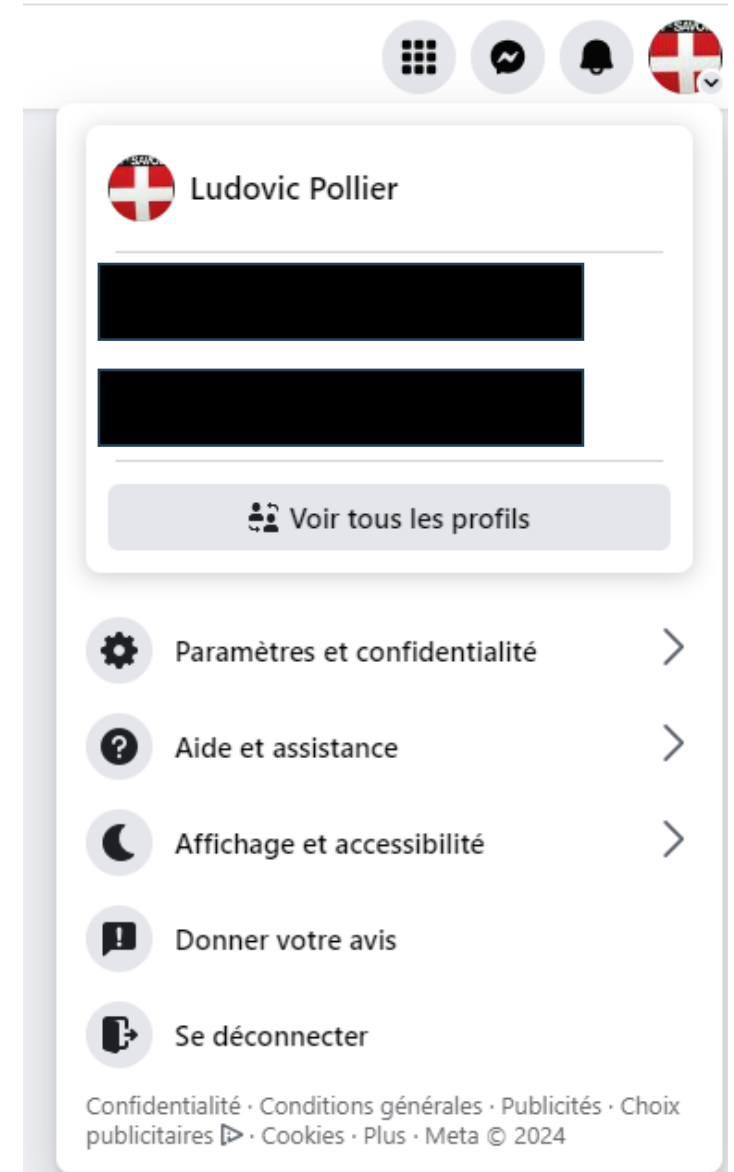 Ludovic Pollier
Voir tous les profils
Paramètres et confidentialité
Aide et assistance
Affichage et accessibilité
Donner votre avis
Se déconnecter
Confidentialité · Conditions générales · Publicités · Choix
publicitaires · Cookies · Plus · Meta © 2024